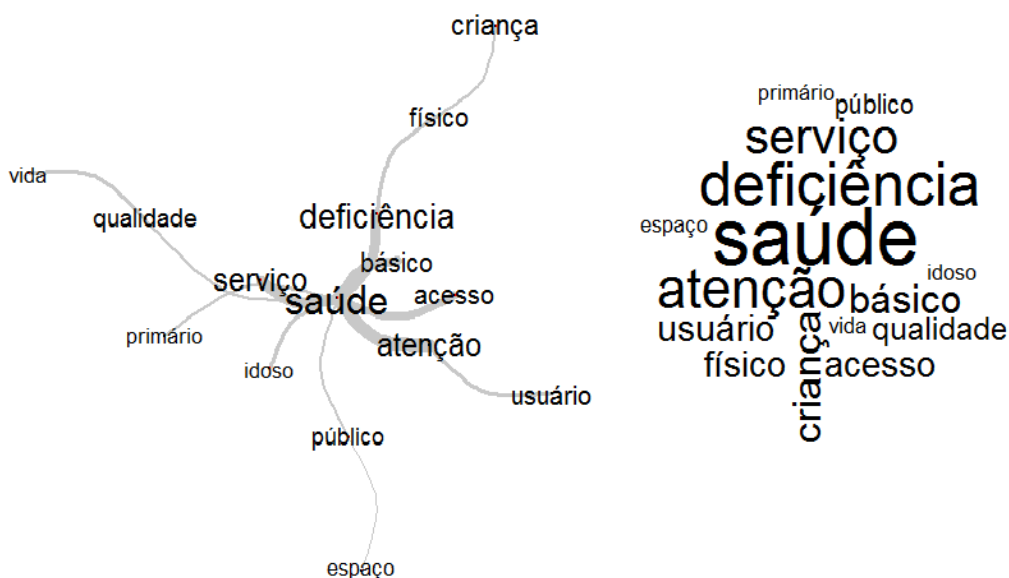 criança
físico
vida
qualidade
deficiência
básico
serviço
saúde
acesso
primário
atenção
idoso
usuário
público
espaço
primário
público
serviço
deficiência
espaço
saúde
idoso
atenção
básico
usuário
vida
qualidade
físico
criança
acesso